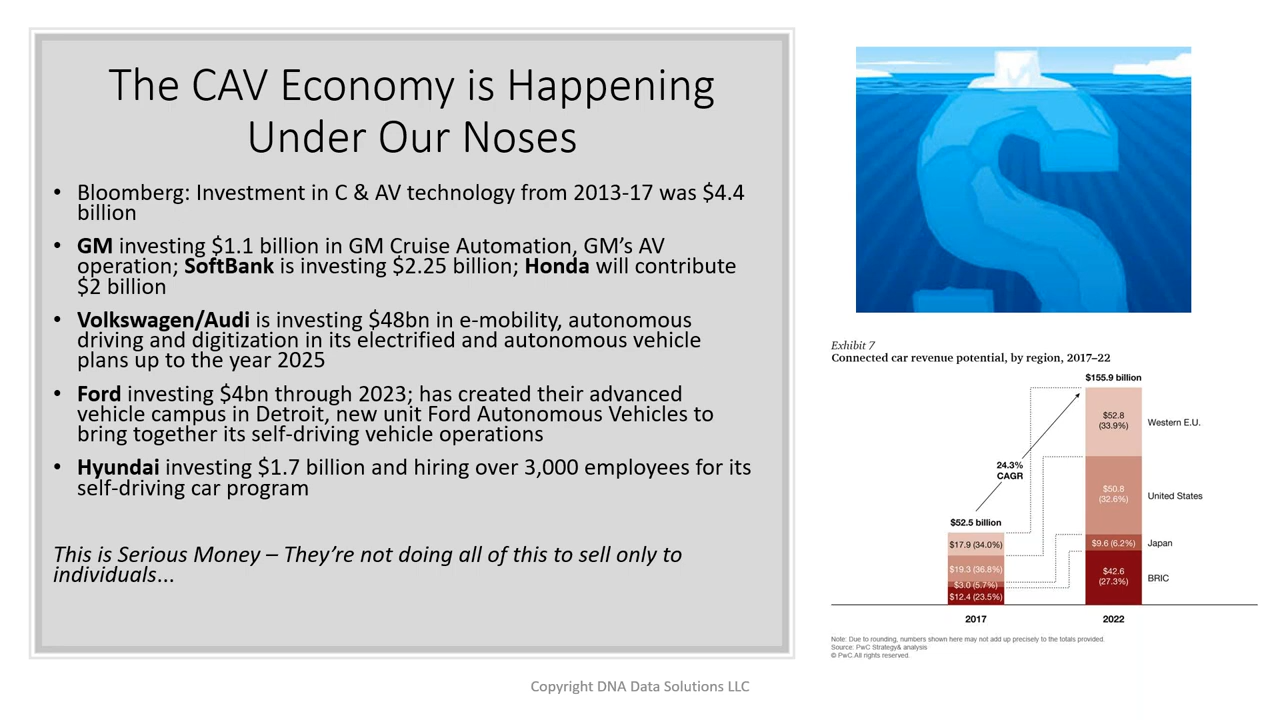 The CAV Economy is Happening
Under Our Noses
• Bloomberg: Investment in C & AV technology from 2013-17 was $4.4
billion
• GM investing $1.1 billion in GM Cruise Automation, GM’s AV
operation; SoftBank is investing $2.25 billion; Honda will contribute
$2 billion
• Volkswagen/Audi is investing $48bn in e-mobility, autonomous
driving and digitization in its electrified and autonomous vehicle
plans up to the year 2025
• Ford investing $4bn through 2023; has created their advanced
vehicle campus in Detroit, new unit Ford Autonomous Vehicles to
bring together its self-driving vehicle operations
• Hyundai investing $1.7 billion and hiring over 3,000 employees for its
self-driving car program
This is Serious Money – They’re not doing all of this to sell only to
individuals...
Exhibit 7
Connected car revenue potential, by region, 2017–22
$155.9 billion
$52.8
(33.9%)
Western E.U.
24.3%
CAGR
$50.8
(32.6%)
United States
$52.5 billion
$17.9 (34.0%)
$9.6 (6.2%)
Japan
$19.3 (36.8%)
$3.0 (5.7%)
$42.6
(27.3%)
BRIC
$12.4 (23.5%)
2017
2022
Note: Due to rounding, numbers shown here may not add up precisely to the totals provided.
Source: PwC Strategy& analysis
© PwC.All rights reserved.
Copyright DNA Data Solutions LLC